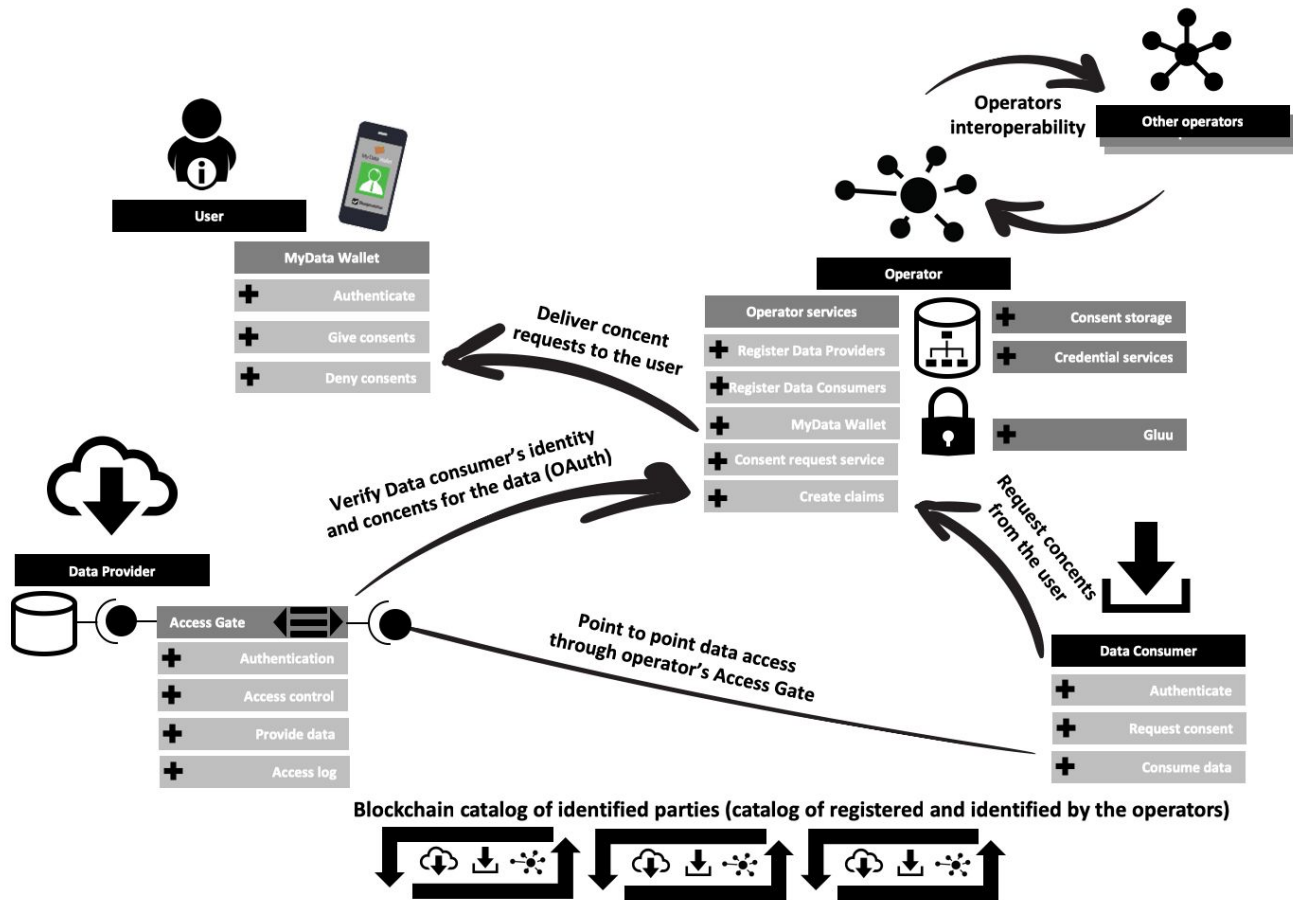 Operators
interoperability
Other operators
User
MyData Wallet
Authenticate
Give consents
Deny consents
Deliver concent
requests to the user
Operator
Operator services
Register Data Providers
Register Data Consumers
MyData Wallet
Consent request service
Create claims
Consent storage
Credential services
Gluu
Verify Data consumer's identity
and concents for the data (OAuth)
Request concents
from the user
Data Provider
Access Gate
Authentication
Access control
Provide data
Access log
Point to point data access
through operator's Access Gate
Data Consumer
Authenticate
Request consent
Consume data
Blockchain catalog of identified parties (catalog of registered and identified by the operators)